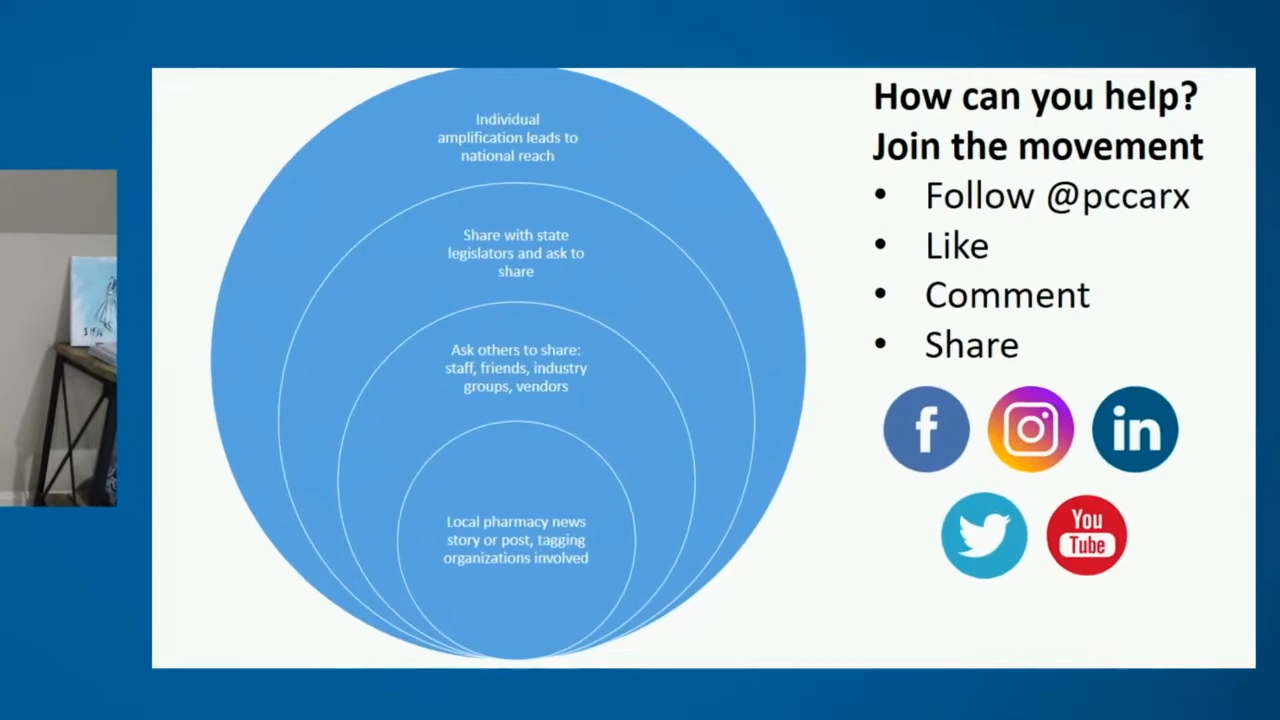 Individual
amplification leads to
national reach
Share with state
legislators and ask to
share
Ask others to share:
staff, friends, industry
groups, vendors
Local pharmacy news
story or post, tagging
organizations involved
How can you help?
Join the movement
• Follow @pccarx
• Like
• Comment
• Share
f
in
You
Tube